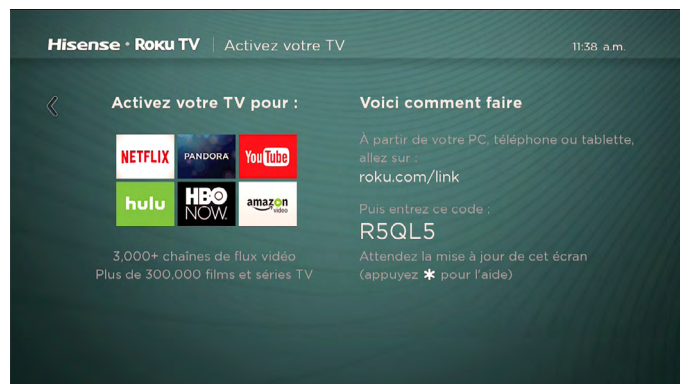 Hisense • Roku TV | Activez votre TV
11:38 a.m.
Activez votre TV pour :
NETFLIX
PANDORA
YouTube
hulu
HBO NOW
amazon video
3,000+ chaînes de flux vidéo
Plus de 300,000 films et séries TV
Voici comment faire
À partir de votre PC, téléphone ou tablette,
allez sur :
roku.com/link
Puis entrez ce code :
R5QL5
Attendez la mise à jour de cet écran
(appuyez ✱ pour l'aide)